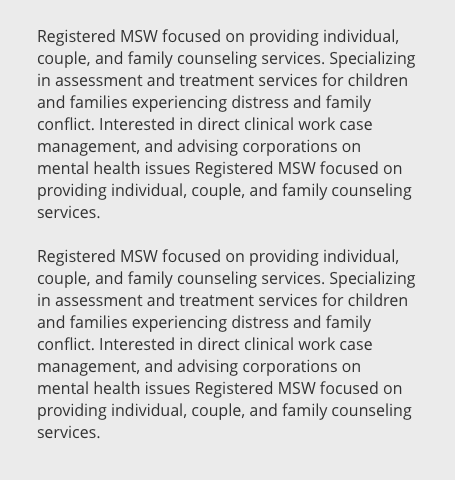 Registered MSW focused on providing individual,
couple, and family counseling services. Specializing
in assessment and treatment services for children
and families experiencing distress and family
conflict. Interested in direct clinical work case
management, and advising corporations on
mental health issues Registered MSW focused on
providing individual, couple, and family counseling
services.

Registered MSW focused on providing individual,
couple, and family counseling services. Specializing
in assessment and treatment services for children
and families experiencing distress and family
conflict. Interested in direct clinical work case
management, and advising corporations on
mental health issues Registered MSW focused on
providing individual, couple, and family counseling
services.